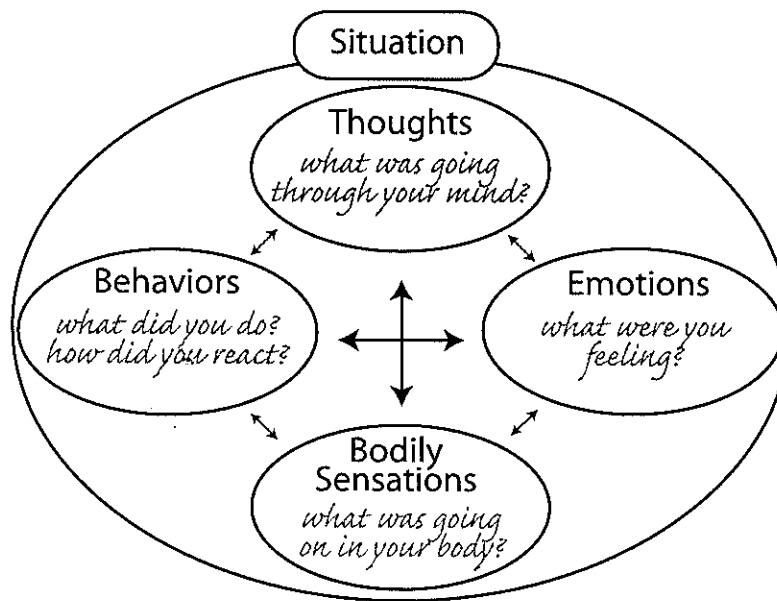 Situation
Thoughts
what was going
through your mind?
Behaviors
what did you do?
how did you react?
Emotions
what were you
feeling?
Bodily
Sensations
what was going
on in your body?